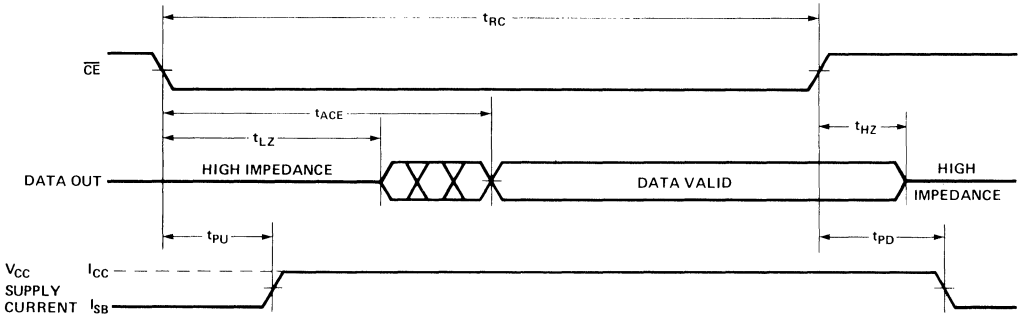 tRC
CE
tACE
tLZ
tHZ
DATA OUT
HIGH IMPEDANCE
DATA VALID
HIGH
IMPEDANCE
tPU
tPD
VCC
SUPPLY
CURRENT
ICC
ISB